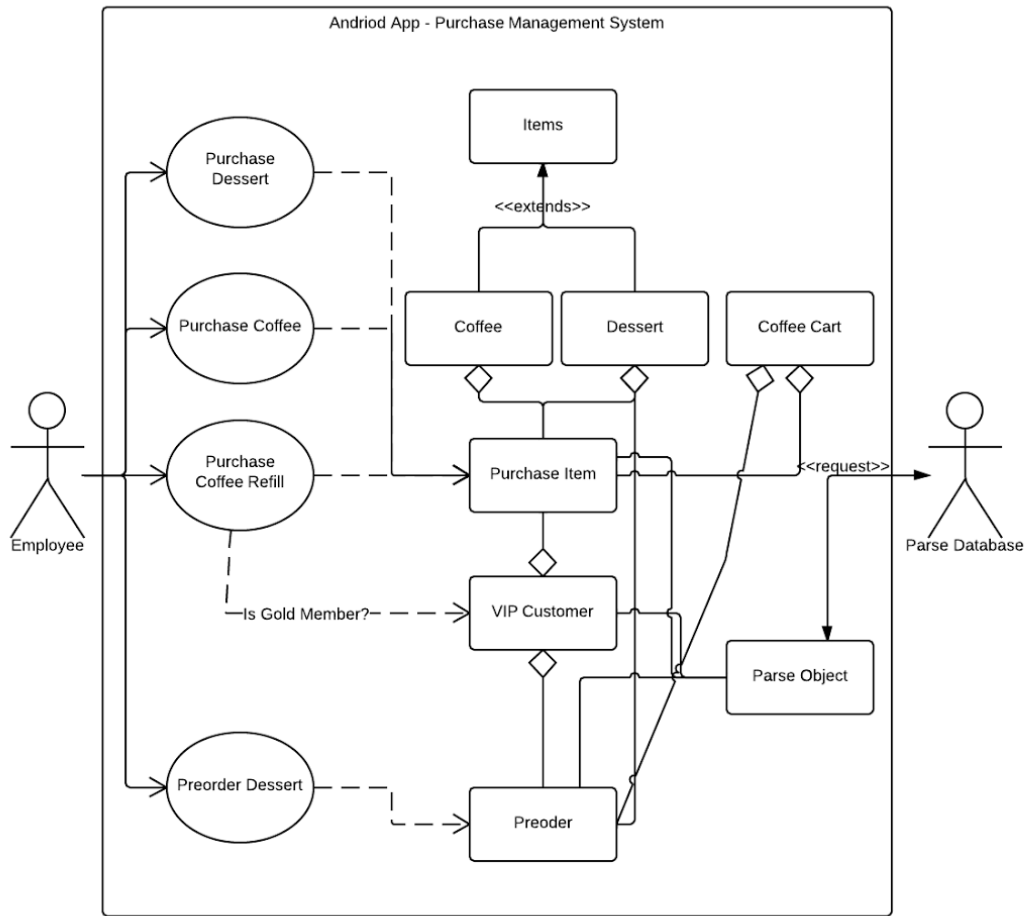 Andriod App - Purchase Management System
Items
Purchase
Dessert
<<extends>>
Purchase Coffee
Coffee
Dessert
Coffee Cart
Purchase
Coffee Refill
Purchase Item
<<request>>
Employee
Parse Database
Is Gold Member?
VIP Customer
Parse Object
Preorder Dessert
Preoder